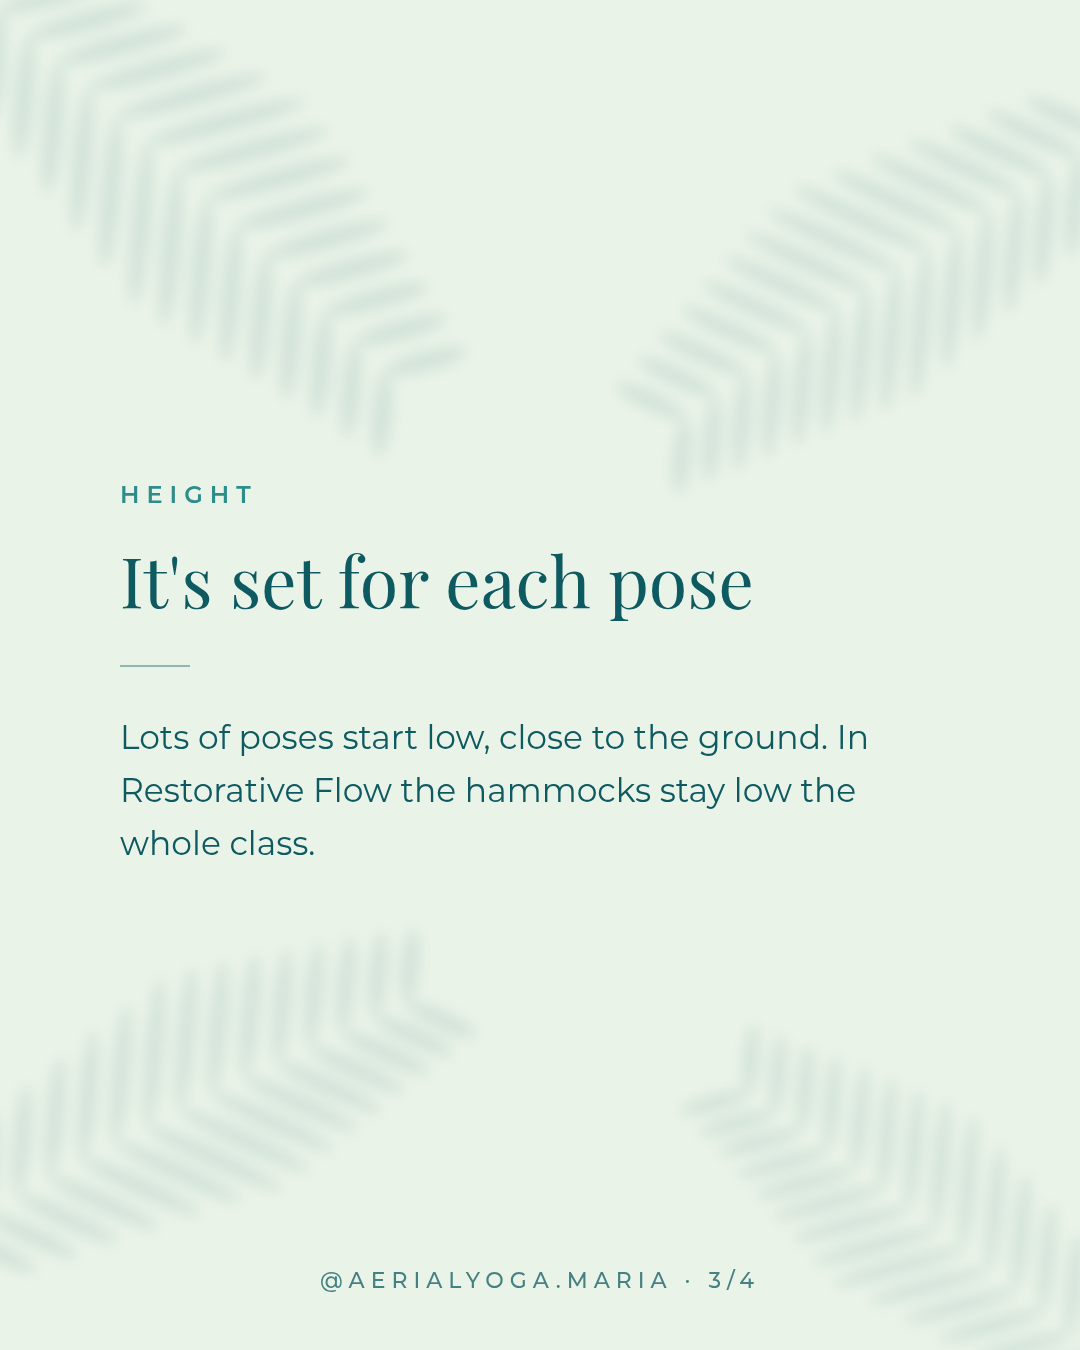 HEIGHT
It's set for each pose
Lots of poses start low, close to the ground. In
Restorative Flow the hammocks stay low the
whole class.
@AERIALYOGA.MARIA · 3/4